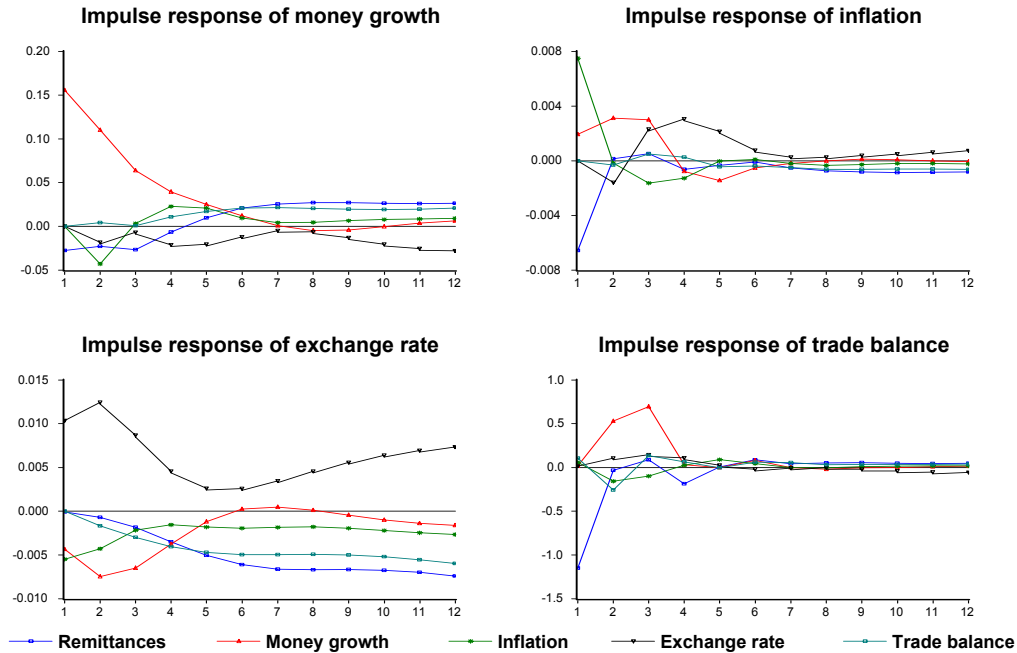 Impulse response of money growth
0.20
0.15
0.10
0.05
0.00
-0.05
1 2 3 4 5 6 7 8 9 10 11 12
Impulse response of inflation
0.008
0.004
0.000
-0.004
-0.008
1 2 3 4 5 6 7 8 9 10 11 12
Impulse response of exchange rate
0.015
0.010
0.005
0.000
-0.005
-0.010
1 2 3 4 5 6 7 8 9 10 11 12
Impulse response of trade balance
1.0
0.5
0.0
-0.5
-1.0
-1.5
1 2 3 4 5 6 7 8 9 10 11 12
Remittances Money growth Inflation Exchange rate Trade balance